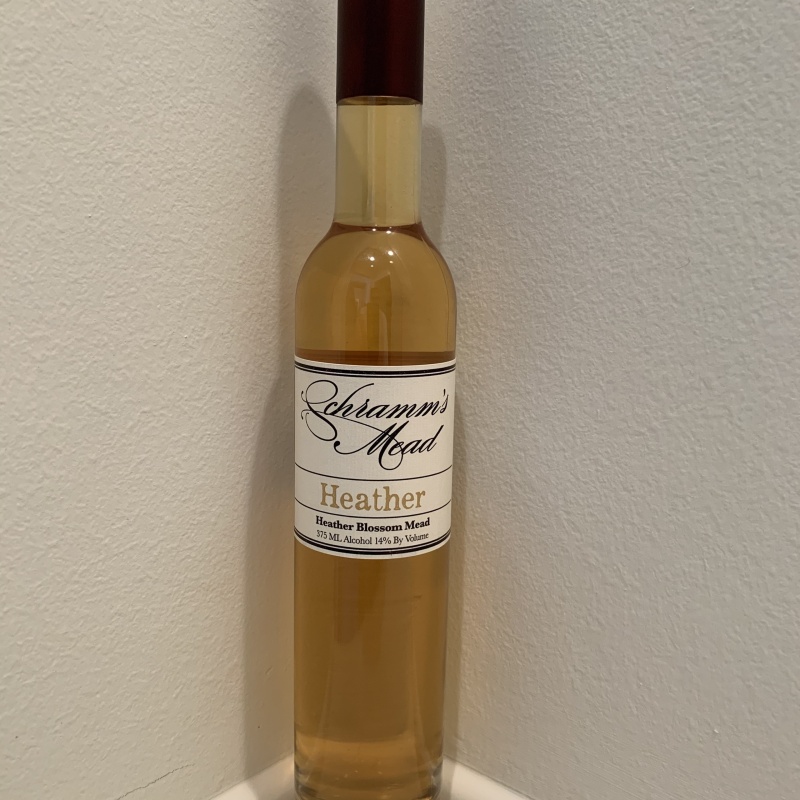 Schramm's
Mead
Heather
Heather Blossom Mead
375 ML Alcohol 14% By Volume